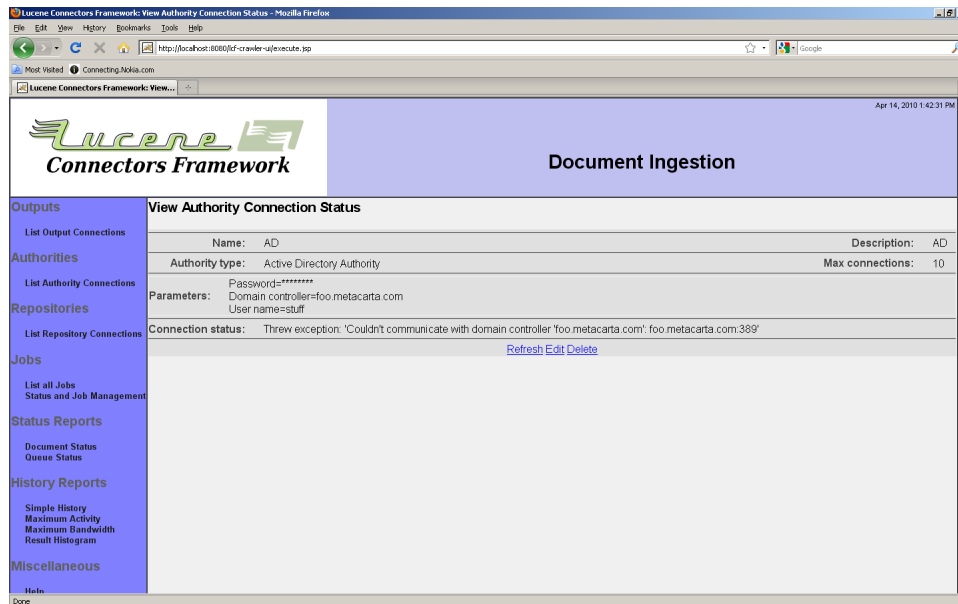 Lucene Connectors Framework: View Authority Connection Status - Mozilla Firefox
File Edit View History Bookmarks Tools Help
http://localhost:8080/lcf-crawler-ui/execute.jsp
Google
Most Visited Connecting.Nokia.com
Lucene Connectors Framework: View...
Apr 14, 2010 1:42:31 PM
Lucene
Connectors Framework
Document Ingestion
Outputs
List Output Connections
Authorities
List Authority Connections
Repositories
List Repository Connections
Jobs
List all Jobs
Status and Job Management
Status Reports
Document Status
Queue Status
History Reports
Simple History
Maximum Activity
Maximum Bandwidth
Result Histogram
Miscellaneous
Help
View Authority Connection Status
Name: AD Description: AD
Authority type: Active Directory Authority Max connections: 10
Parameters: Password=********
Domain controller=foo.metacarta.com
User name=stuff
Connection status: Threw exception: 'Couldn't communicate with domain controller 'foo.metacarta.com': foo.metacarta.com:389'
Refresh Edit Delete
Done